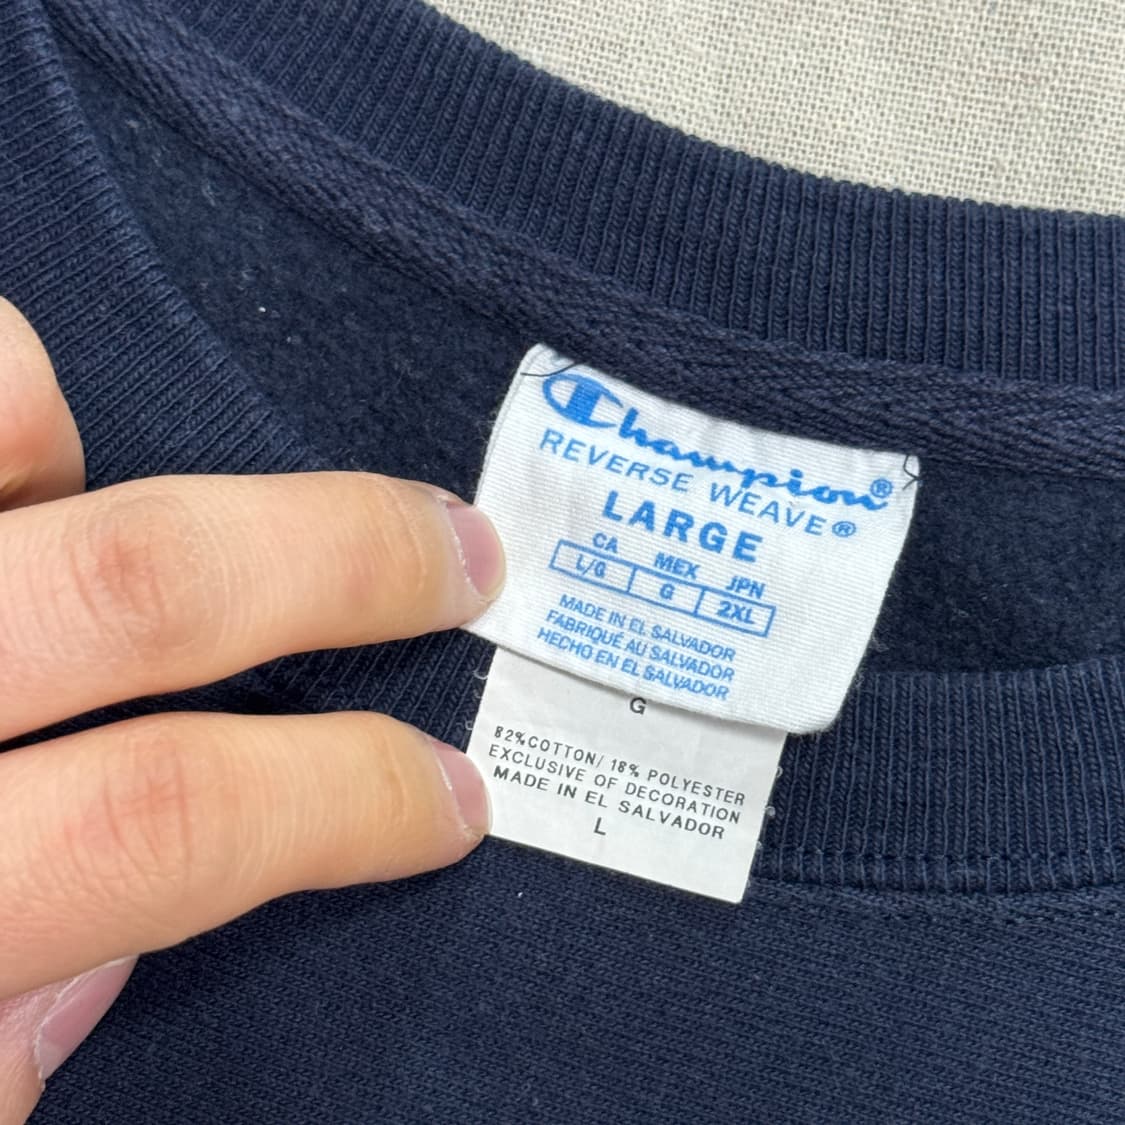 Champion®
REVERSE WEAVE®
LARGE
CA MEX JPN
L/G G 2XL
MADE IN EL SALVADOR
FABRIQUÉ AU SALVADOR
HECHO EN EL SALVADOR
G
82%COTTON/ 18% POLYESTER
EXCLUSIVE OF DECORATION
MADE IN EL SALVADOR
L